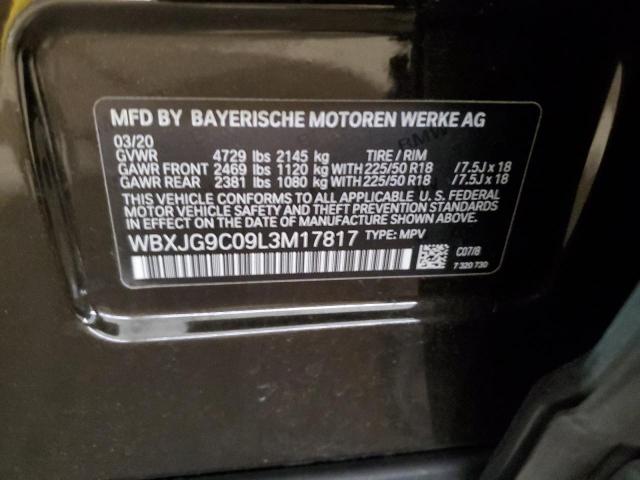 MFD BY BAYERISCHE MOTOREN WERKE AG
03/20
GVWR 4729 lbs 2145 kg TIRE / RIM
GAWR FRONT 2469 lbs 1120 kg WITH 225/50 R18 /7.5J x 18
GAWR REAR 2381 lbs 1080 kg WITH 225/50 R18 /7.5J x 18
THIS VEHICLE CONFORMS TO ALL APPLICABLE U. S. FEDERAL
MOTOR VEHICLE SAFETY AND THEFT PREVENTION STANDARDS
IN EFFECT ON THE DATE OF MANUFACTURE SHOWN ABOVE.
WBXJG9C09L3M17817 TYPE: MPV
C07/8
7 320 730
BMW